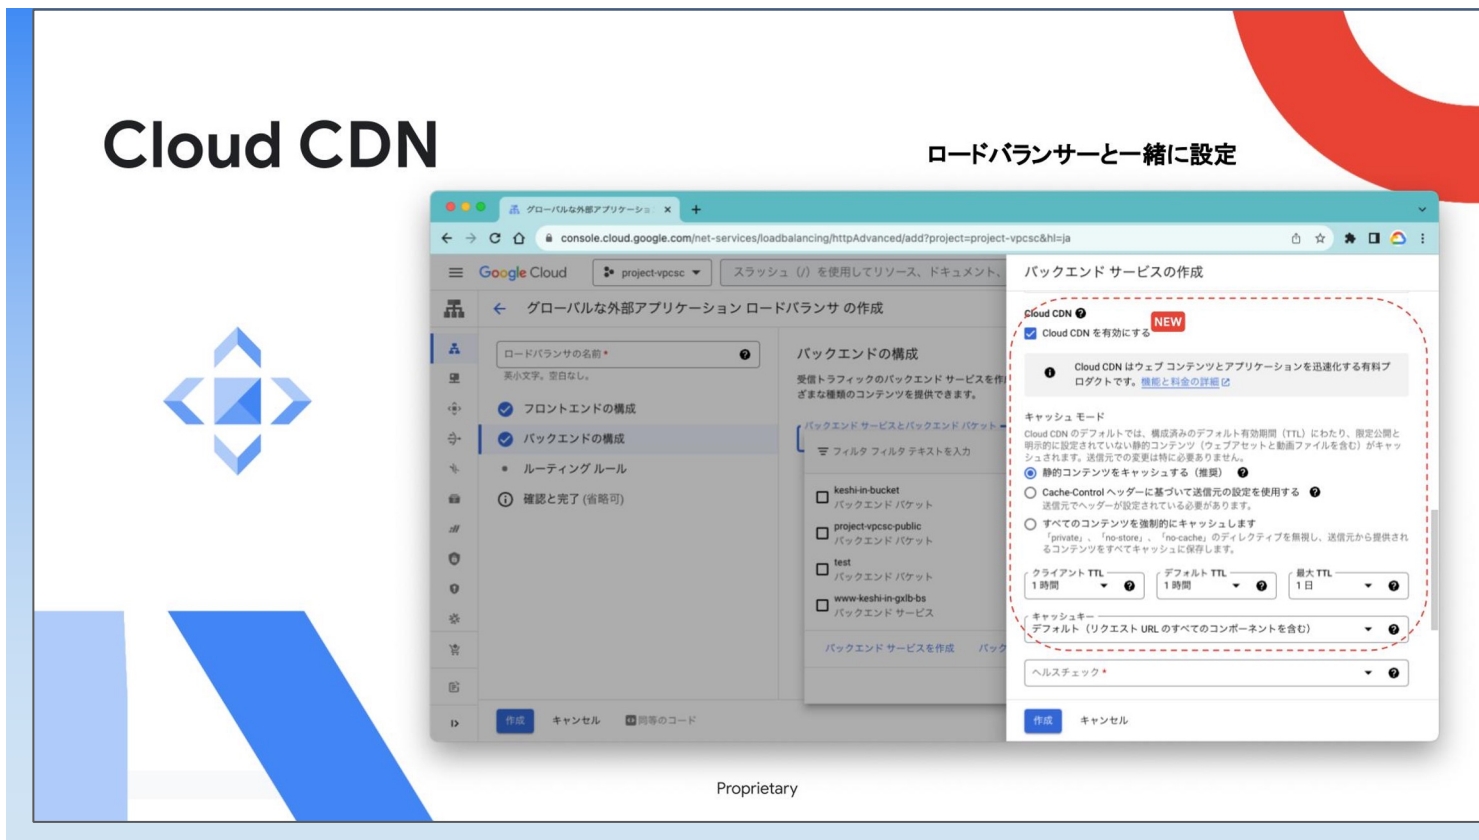 Cloud CDN
ロードバランサーと一緒に設定
グローバルな外部アプリケーショ
console.cloud.google.com/net-services/loadbalancing/httpAdvanced/add?project=project-vpcsc&hl=ja
Google Cloud
project-vpcsc
スラッシュ (/) を使用してリソース、ドキュメント、
グローバルな外部アプリケーション ロードバランサ の作成
ロードバランサの名前 *
英小文字。空白なし。
フロントエンドの構成
バックエンドの構成
ルーティング ルール
確認と完了 (省略可)
作成
キャンセル
同等のコード
バックエンドの構成
受信トラフィックのバックエンド サービスを作
ざまな種類のコンテンツを提供できます。
バックエンド サービスとバックエンド バケット
フィルタ フィルタ テキストを入力
keshi-in-bucket
バックエンド バケット
project-vpcsc-public
バックエンド バケット
test
バックエンド バケット
www-keshi-in-gxlb-bs
バックエンド サービス
バックエンド サービスを作成
バック
バックエンド サービスの作成
Cloud CDN
NEW
Cloud CDN を有効にする
Cloud CDN はウェブ コンテンツとアプリケーションを迅速化する有料プ
ロダクトです。機能と料金の詳細
キャッシュ モード
Cloud CDN のデフォルトでは、構成済みのデフォルト有効期間（TTL）にわたり、限定公開と
明示的に設定されていない静的コンテンツ（ウェブアセットと動画ファイルを含む）がキャッ
シュされます。送信元での変更は特に必要ありません。
静的コンテンツをキャッシュする（推奨）
Cache-Control ヘッダーに基づいて送信元の設定を使用する
送信元でヘッダーが設定されている必要があります。
すべてのコンテンツを強制的にキャッシュします
「private」、「no-store」、「no-cache」のディレクティブを無視し、送信元から提供され
るコンテンツをすべてキャッシュに保存します。
クライアント TTL
1 時間
デフォルト TTL
1 時間
最大 TTL
1 日
キャッシュキー
デフォルト（リクエスト URL のすべてのコンポーネントを含む）
ヘルスチェック *
作成
キャンセル
Proprietary